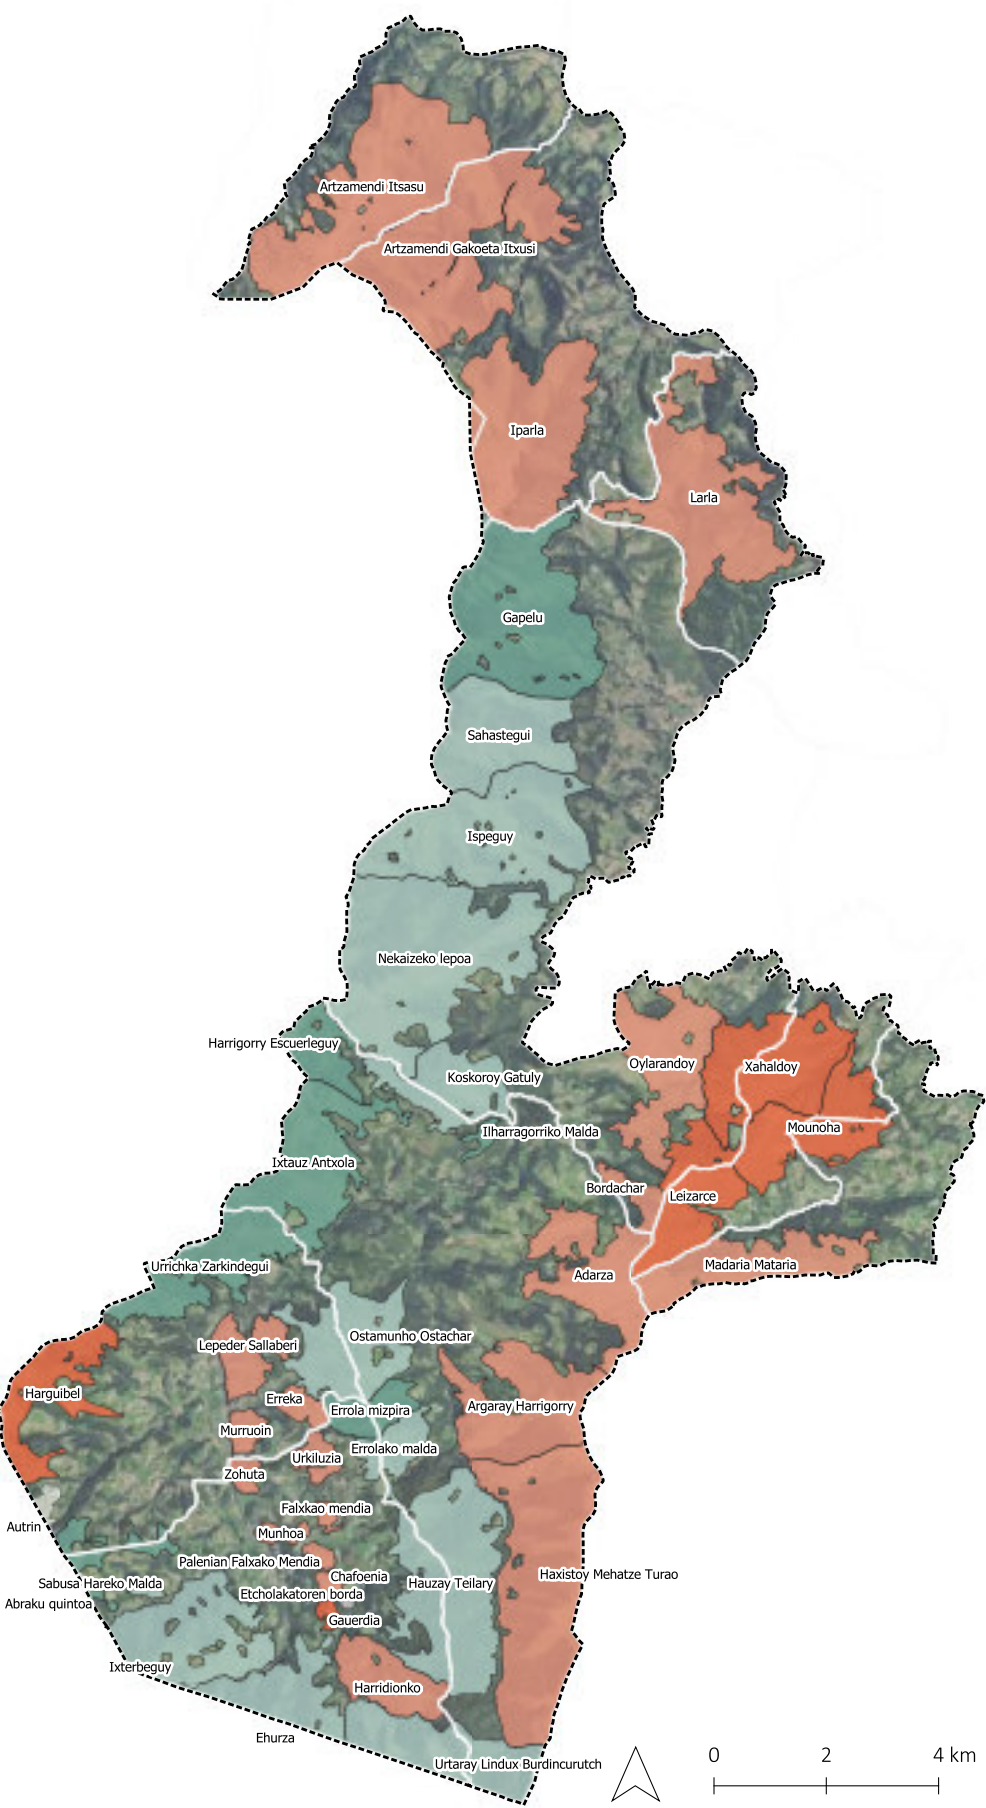 Artzamendi Itsasu
Artzamendi Gakoeta Itxusi
Iparla
Larla
Gapelu
Sahastegui
Ispeguy
Nekaizeko lepoa
Harrigorry Escuerleguy
Oylarandoy
Xahaldoy
Koskoroy Gatuly
Mounoha
Ilharragorriko Malda
Ixtauz Antxola
Bordachar
Leizarce
Urrichka Zarkindegui
Madaria Mataria
Adarza
Ostamunho Ostachar
Lepeder Sallaberi
Harguibel
Erreka
Argaray Harrigorry
Errola mizpira
Murruoin
Errolako malda
Urkiluzia
Zohuta
Falxkao mendia
Autrin
Munhoa
Palenian Falxako Mendia
Chafoenia
Haxistoy Mehatze Turao
Sabusa Hareko Malda
Hauzay Teilary
Etcholakatoren borda
Abraku quintoa
Gauerdia
Ixterbeguy
Harridionko
Ehurza
Urtaray Lindux Burdincurutch
0 2 4 km